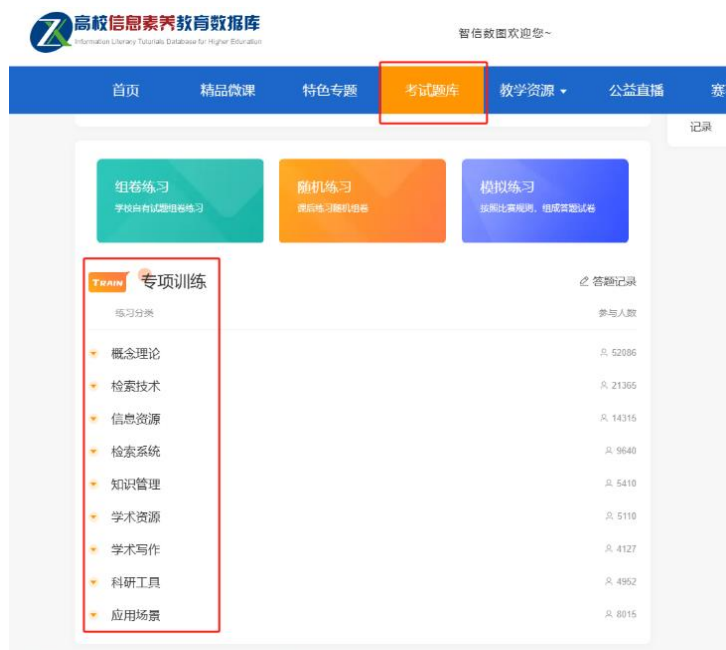 高校信息素养教育数据库
Information Literacy Tutorials Database for Higher Education
智信数图欢迎您~
首页 精品微课 特色专题 考试题库 教学资源 公益直播 赛
记录
组卷练习 随机练习 模拟练习
学校自有试题组卷练习 课后练习随机组卷 按照比赛规则，组成答题试卷
TRAIN 专项训练 答题记录
练习分类 参与人数
概念理论 52086
检索技术 21365
信息资源 14315
检索系统 9640
知识管理 5410
学术资源 5110
学术写作 4127
科研工具 4952
应用场景 8015